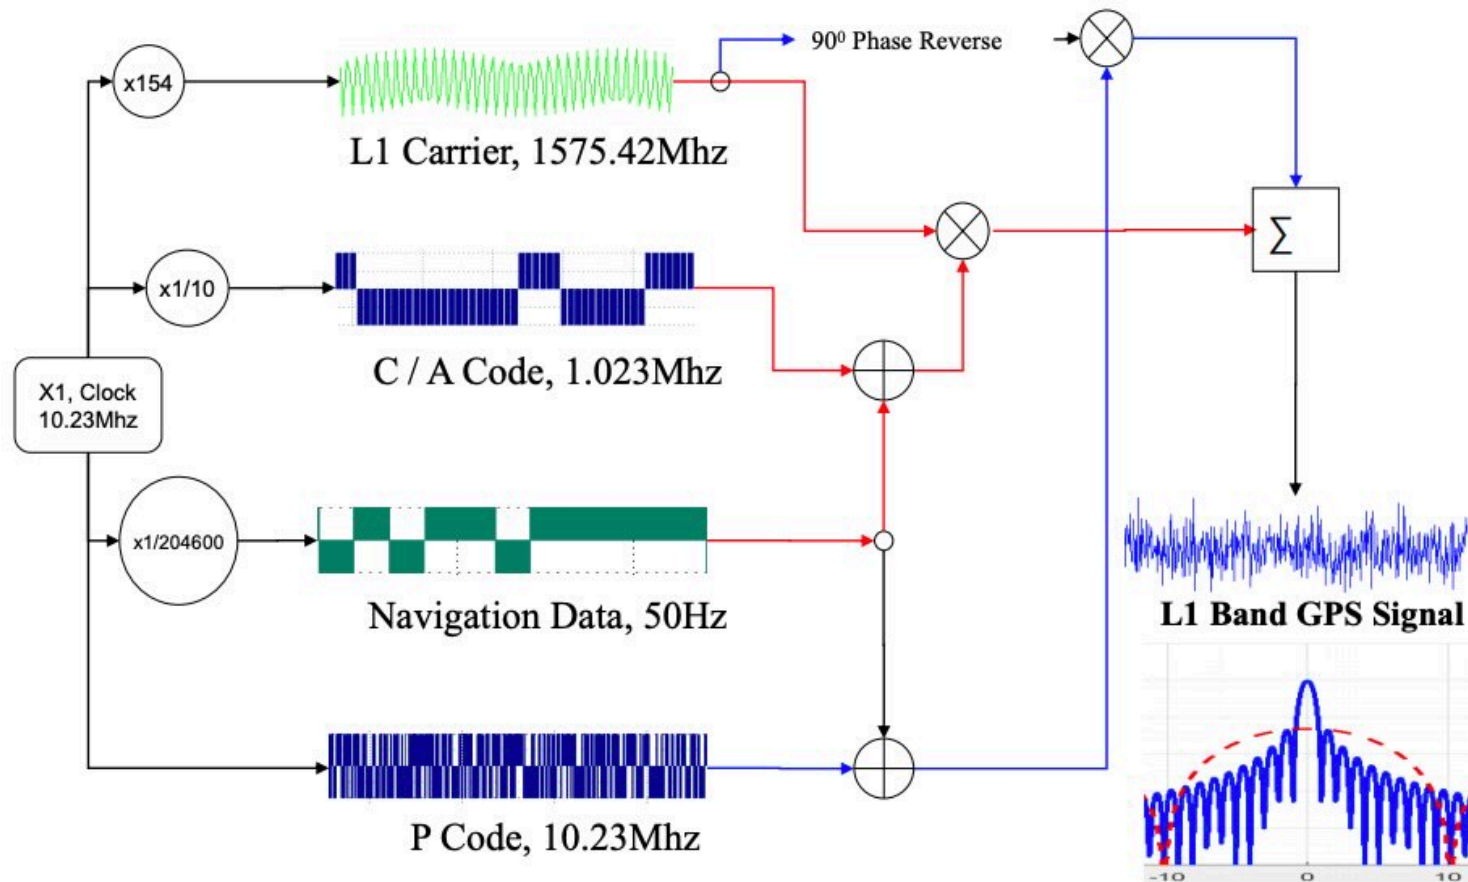 x154
90⁰ Phase Reverse
L1 Carrier, 1575.42Mhz
∑
x1/10
C / A Code, 1.023Mhz
X1, Clock
10.23Mhz
x1/204600
Navigation Data, 50Hz
L1 Band GPS Signal
P Code, 10.23Mhz
-10 0 10